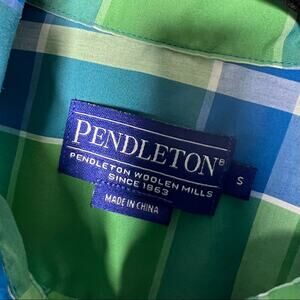 PENDLETON®
PENDLETON WOOLEN MILLS
SINCE 1863
S
MADE IN CHINA